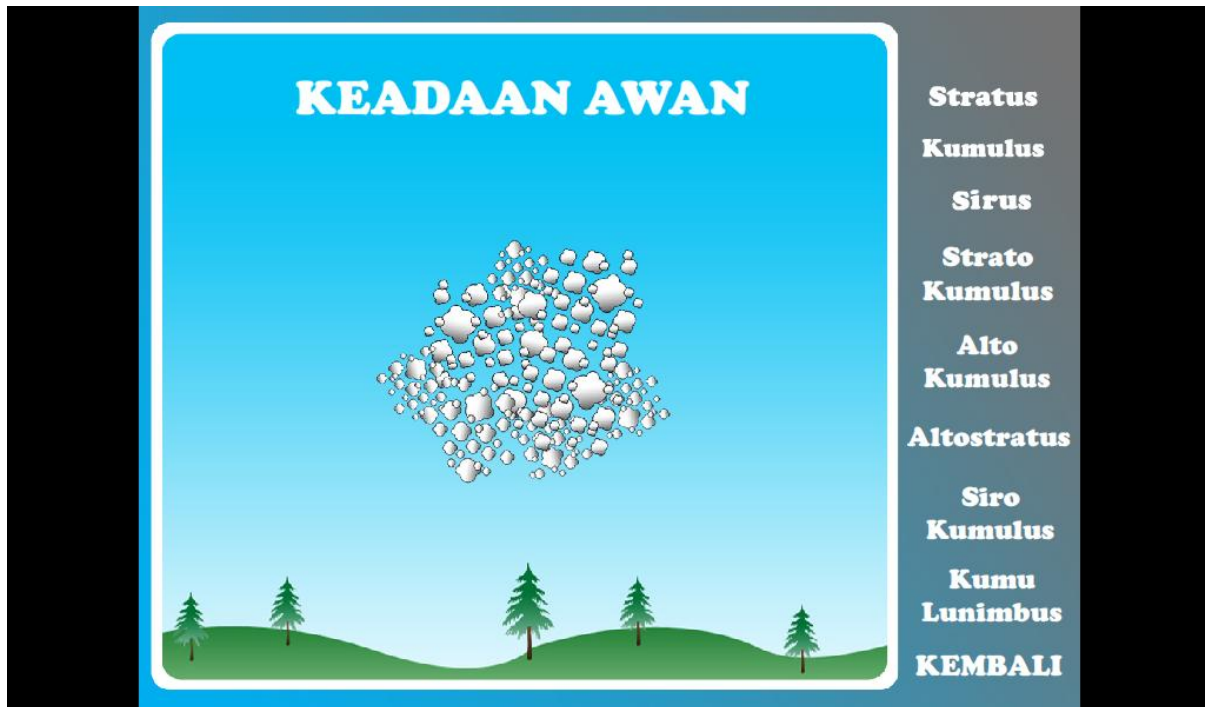 KEADAAN AWAN
Stratus
Kumulus
Sirus
Strato
Kumulus
Alto
Kumulus
Altostratus
Siro
Kumulus
Kumu
Lunimbus
KEMBALI